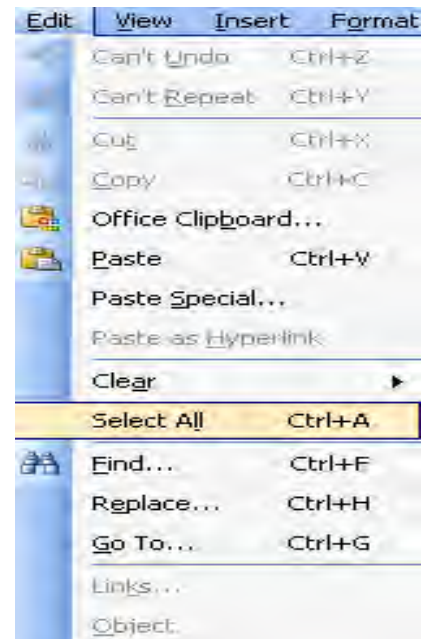 Edit View Insert Format
Can't Undo Ctrl+Z
Can't Repeat Ctrl+Y
Cut Ctrl+X
Copy Ctrl+C
Office Clipboard...
Paste Ctrl+V
Paste Special...
Paste as Hyperlink
Clear
Select All Ctrl+A
Find... Ctrl+F
Replace... Ctrl+H
Go To... Ctrl+G
Links...
Object